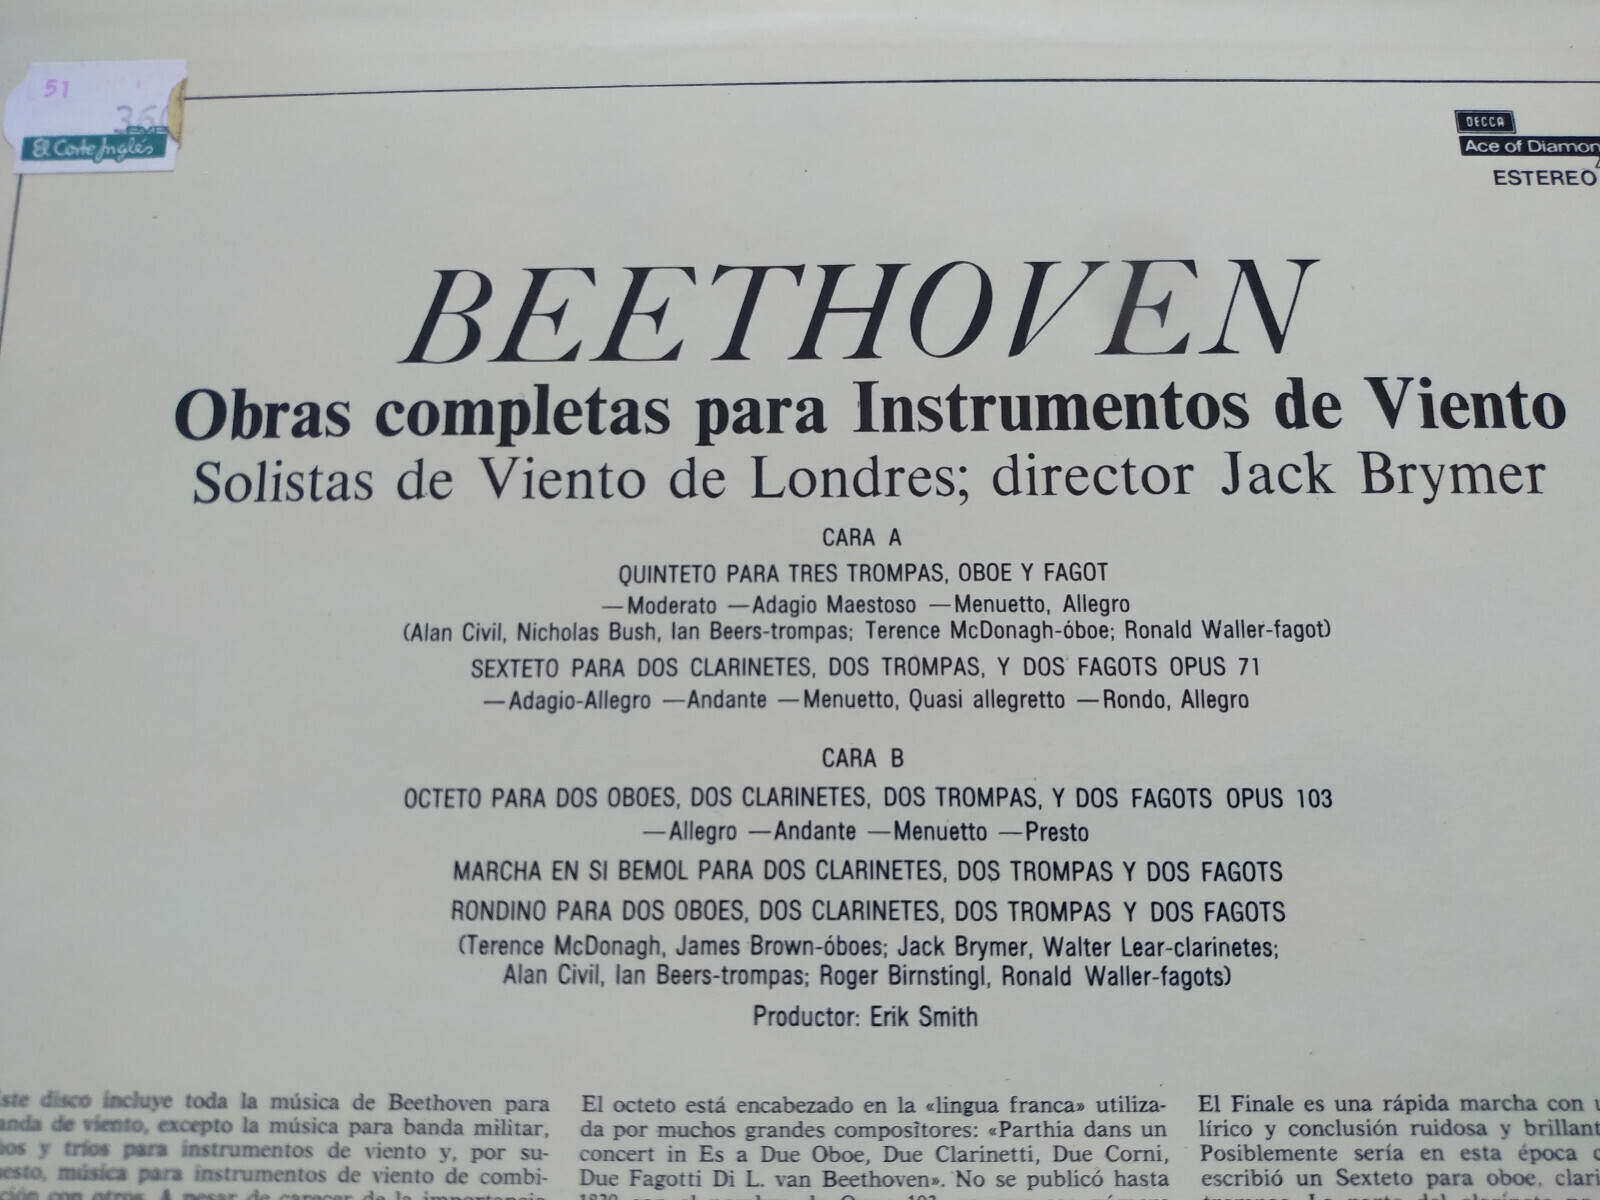 51
360
El Corte Inglés
DECCA
Ace of Diamon
ESTEREO
BEETHOVEN
Obras completas para Instrumentos de Viento
Solistas de Viento de Londres; director Jack Brymer
CARA A
QUINTETO PARA TRES TROMPAS, OBOE Y FAGOT
—Moderato —Adagio Maestoso —Menuetto, Allegro
(Alan Civil, Nicholas Bush, Ian Beers-trompas; Terence McDonagh-óboe; Ronald Waller-fagot)
SEXTETO PARA DOS CLARINETES, DOS TROMPAS, Y DOS FAGOTS OPUS 71
—Adagio-Allegro —Andante —Menuetto, Quasi allegretto —Rondo, Allegro
CARA B
OCTETO PARA DOS OBOES, DOS CLARINETES, DOS TROMPAS, Y DOS FAGOTS OPUS 103
—Allegro —Andante —Menuetto —Presto
MARCHA EN SI BEMOL PARA DOS CLARINETES, DOS TROMPAS Y DOS FAGOTS
RONDINO PARA DOS OBOES, DOS CLARINETES, DOS TROMPAS Y DOS FAGOTS
(Terence McDonagh, James Brown-óboes; Jack Brymer, Walter Lear-clarinetes;
Alan Civil, Ian Beers-trompas; Roger Birnstingl, Ronald Waller-fagots)
Productor: Erik Smith
ste disco incluye toda la música de Beethoven para
anda de viento, excepto la música para banda militar,
os y tríos para instrumentos de viento y, por su-
esto, música para instrumentos de viento de combi-
ción con otros. A pesar de carecer de la importancia
El octeto está encabezado en la «lingua franca» utiliza-
da por muchos grandes compositores: «Parthia dans un
concert in Es a Due Oboe, Due Clarinetti, Due Corni,
Due Fagotti Di L. van Beethoven». No se publicó hasta
El Finale es una rápida marcha con
lírico y conclusión ruidosa y brillant
Posiblemente sería en esta época
escribió un Sexteto para oboe, clari